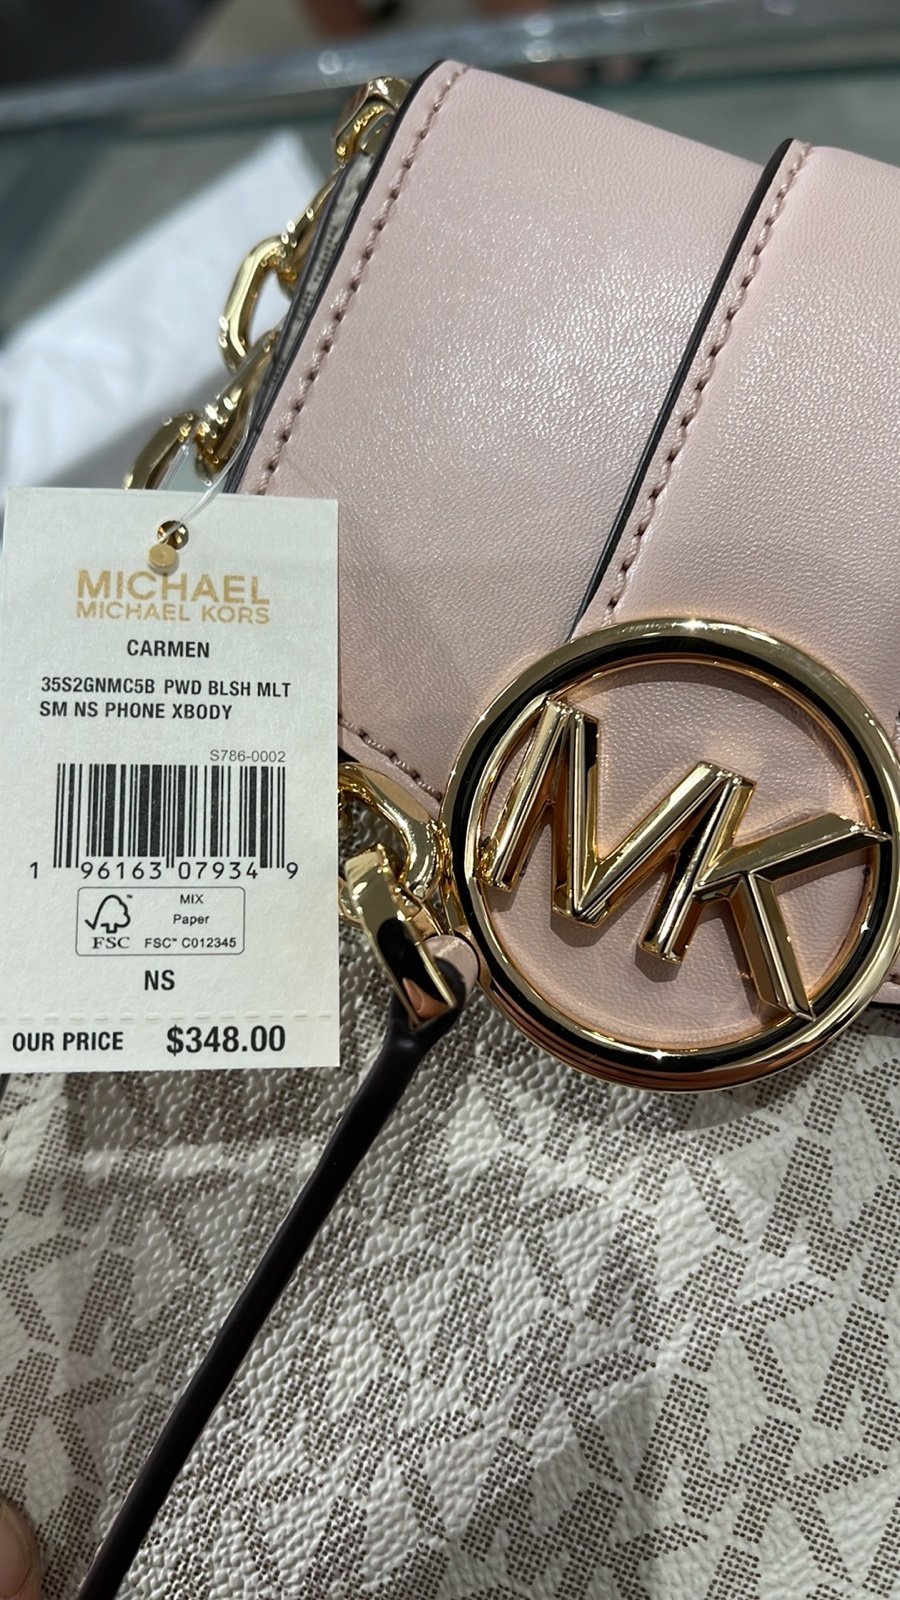 MICHAEL
MICHAEL KORS
CARMEN
35S2GNMC5B PWD BLSH MLT
SM NS PHONE XBODY
S786-0002
1 96163 07934 9
MIX
Paper
FSC
FSC™ C012345
NS
OUR PRICE $348.00
MK